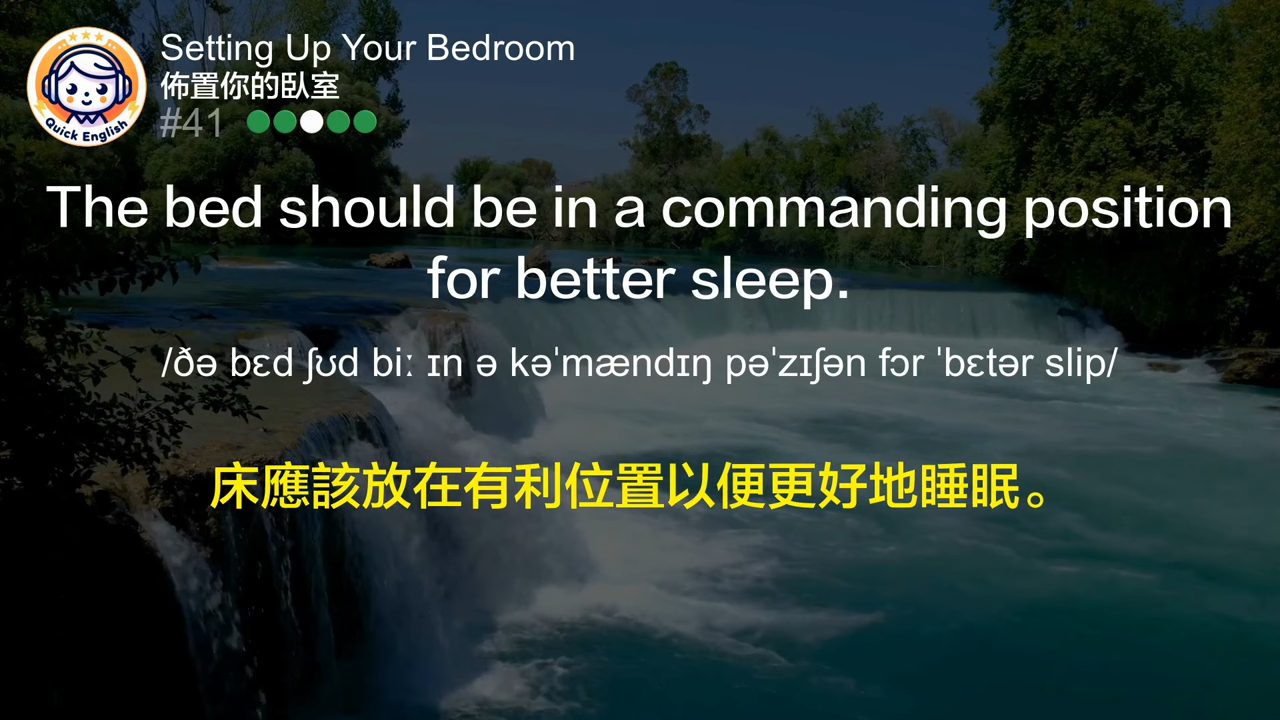 Quick English
Setting Up Your Bedroom
佈置你的臥室
#41
The bed should be in a commanding position
for better sleep.
/ðə bɛd ʃʊd biː ɪn ə kəˈmændɪŋ pəˈzɪʃən fɔr ˈbɛtər slip/
床應該放在有利位置以便更好地睡眠。